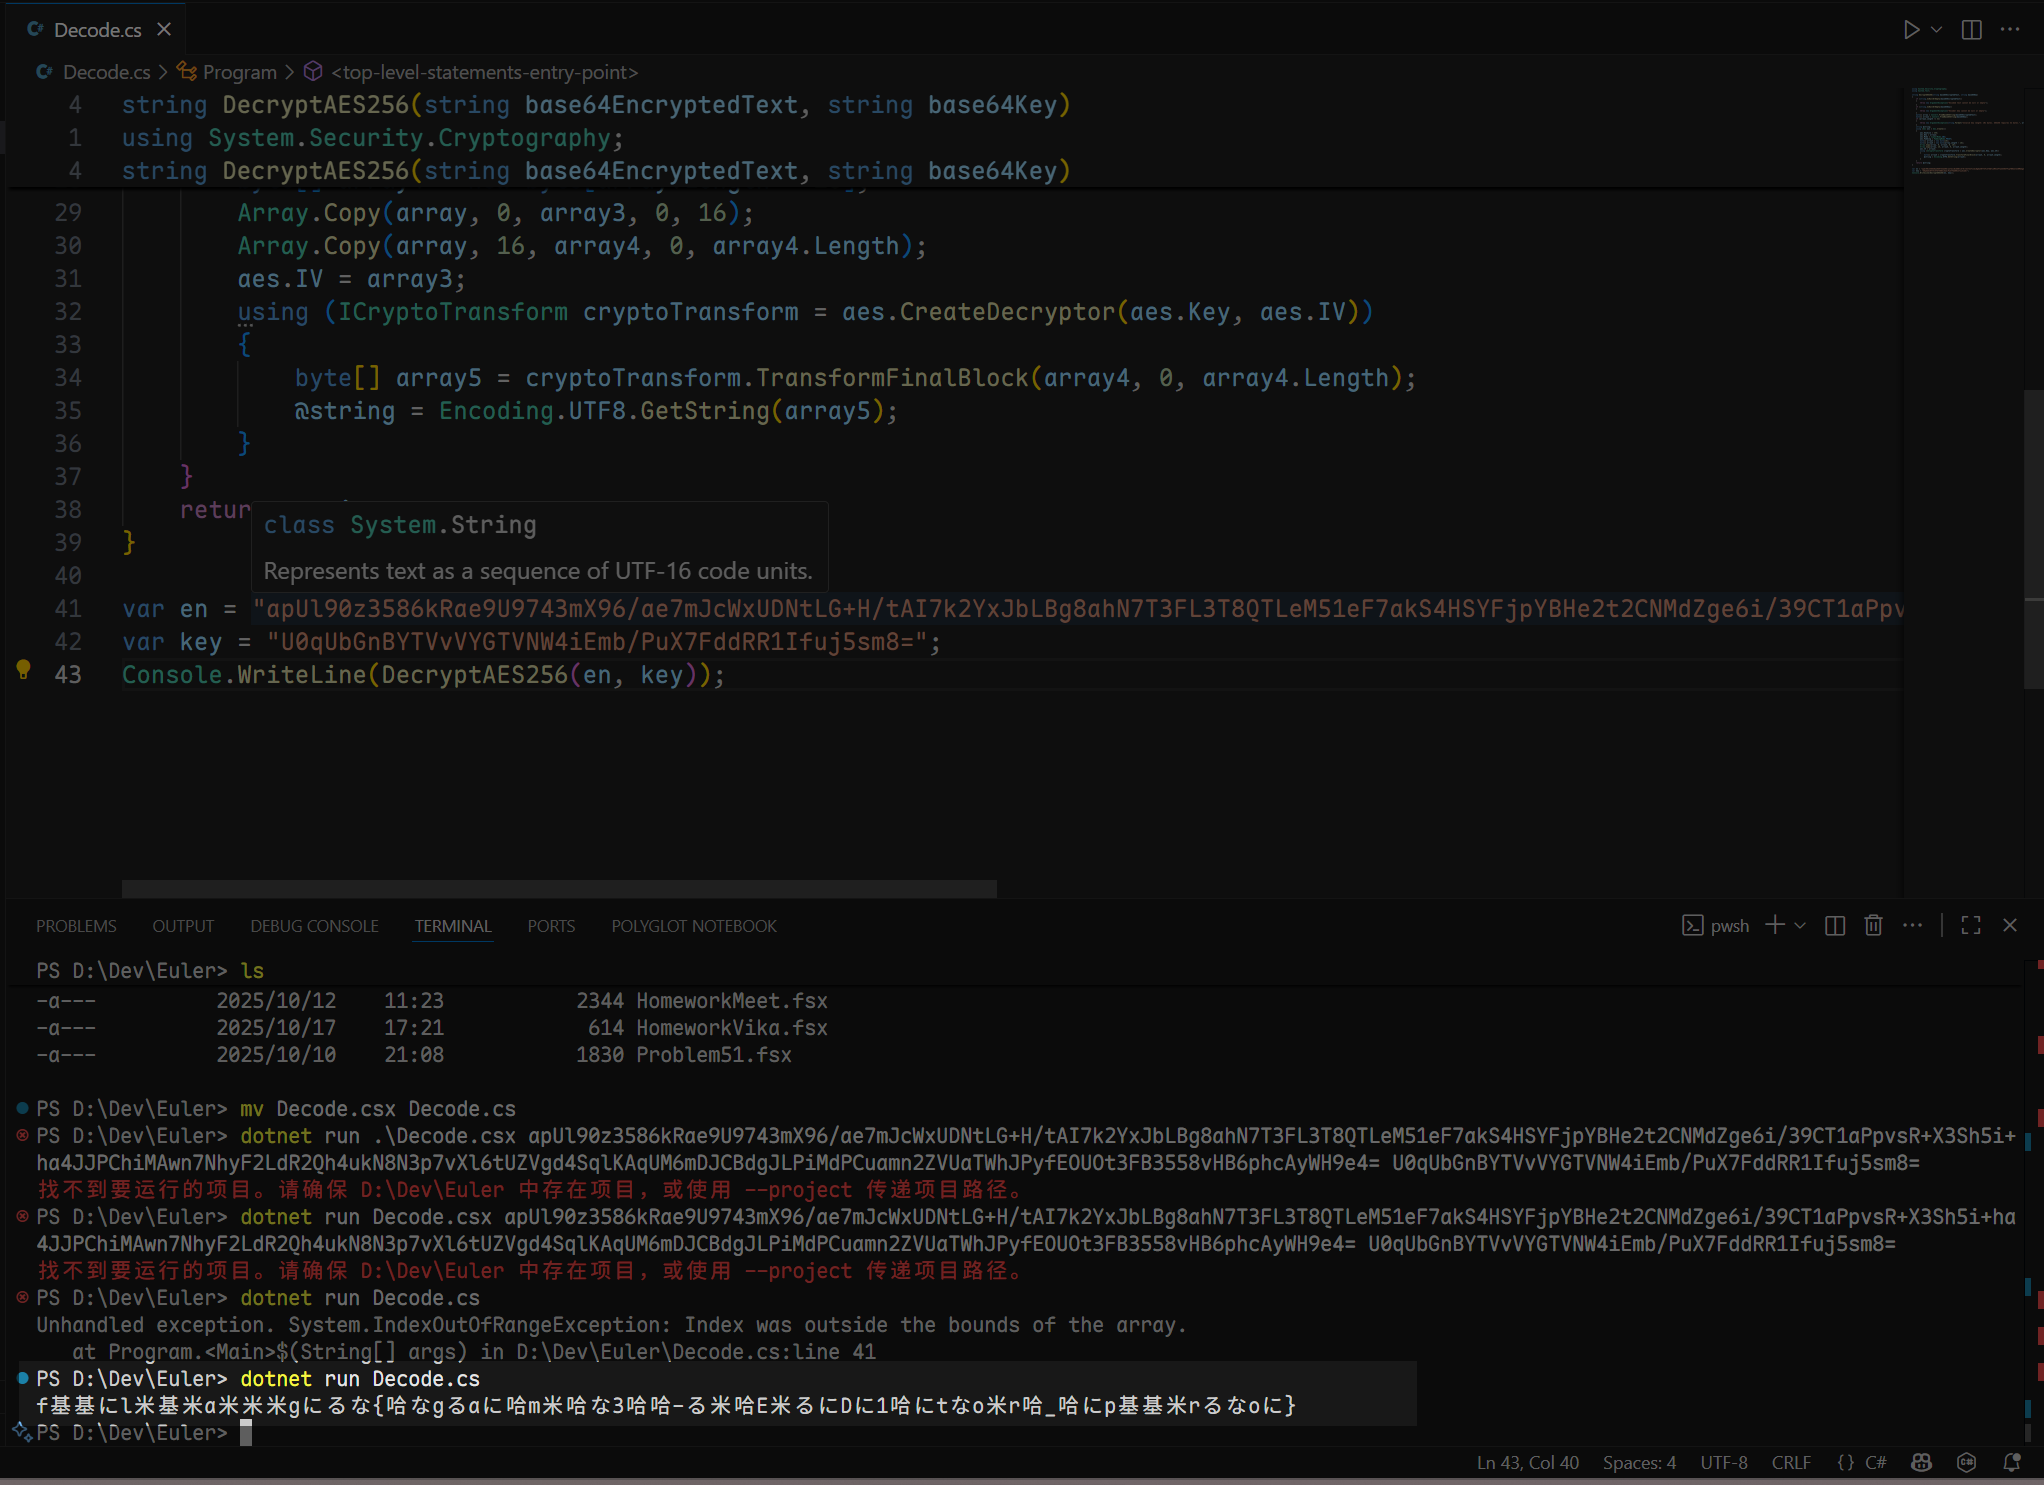 Decode.cs
Decode.cs > Program > <top-level-statements-entry-point>
4 string DecryptAES256(string base64EncryptedText, string base64Key)
1 using System.Security.Cryptography;
4 string DecryptAES256(string base64EncryptedText, string base64Key)
29 Array.Copy(array, 0, array3, 0, 16);
30 Array.Copy(array, 16, array4, 0, array4.Length);
31 aes.IV = array3;
32 using (ICryptoTransform cryptoTransform = aes.CreateDecryptor(aes.Key, aes.IV))
33 {
34 byte[] array5 = cryptoTransform.TransformFinalBlock(array4, 0, array4.Length);
35 @string = Encoding.UTF8.GetString(array5);
36 }
37 }
38 retur
class System.String
39 }
40
Represents text as a sequence of UTF-16 code units.
41 var en = "apUl90z3586kRae9U9743mX96/ae7mJcWxUDNtLG+H/tAI7k2YxJbLBg8ahN7T3FL3T8QTLeM51eF7akS4HSYFjpYBHe2t2CNMdZge6i/39CT1aPpv
42 var key = "U0qUbGnBYTVvVYGTVNW4iEmb/PuX7FddRR1Ifuj5sm8=";
43 Console.WriteLine(DecryptAES256(en, key));
PROBLEMS OUTPUT DEBUG CONSOLE TERMINAL PORTS POLYGLOT NOTEBOOK pwsh
PS D:\Dev\Euler> ls
-a--- 2025/10/12 11:23 2344 HomeworkMeet.fsx
-a--- 2025/10/17 17:21 614 HomeworkVika.fsx
-a--- 2025/10/10 21:08 1830 Problem51.fsx
PS D:\Dev\Euler> mv Decode.csx Decode.cs
PS D:\Dev\Euler> dotnet run .\Decode.csx apUl90z3586kRae9U9743mX96/ae7mJcWxUDNtLG+H/tAI7k2YxJbLBg8ahN7T3FL3T8QTLeM51eF7akS4HSYFjpYBHe2t2CNMdZge6i/39CT1aPpvsR+X3Sh5i+
ha4JJPChiMAwn7NhyF2LdR2Qh4ukN8N3p7vXl6tUZVgd4SqlKAqUM6mDJCBdgJLPiMdPCuamn2ZVUaTWhJPyfEOUOt3FB3558vHB6phcAyWH9e4= U0qUbGnBYTVvVYGTVNW4iEmb/PuX7FddRR1Ifuj5sm8=
找不到要运行的项目。请确保 D:\Dev\Euler 中存在项目，或使用 --project 传递项目路径。
PS D:\Dev\Euler> dotnet run Decode.csx apUl90z3586kRae9U9743mX96/ae7mJcWxUDNtLG+H/tAI7k2YxJbLBg8ahN7T3FL3T8QTLeM51eF7akS4HSYFjpYBHe2t2CNMdZge6i/39CT1aPpvsR+X3Sh5i+ha
4JJPChiMAwn7NhyF2LdR2Qh4ukN8N3p7vXl6tUZVgd4SqlKAqUM6mDJCBdgJLPiMdPCuamn2ZVUaTWhJPyfEOUOt3FB3558vHB6phcAyWH9e4= U0qUbGnBYTVvVYGTVNW4iEmb/PuX7FddRR1Ifuj5sm8=
找不到要运行的项目。请确保 D:\Dev\Euler 中存在项目，或使用 --project 传递项目路径。
PS D:\Dev\Euler> dotnet run Decode.cs
Unhandled exception. System.IndexOutOfRangeException: Index was outside the bounds of the array.
at Program.<Main>$(String[] args) in D:\Dev\Euler\Decode.cs:line 41
PS D:\Dev\Euler> dotnet run Decode.cs
f基基にl米基米a米米米gにるな{哈なgるaに哈m米哈な3哈哈-る米哈E米るにDに1哈にtなo米r哈_哈にp基基米rるなoに}
PS D:\Dev\Euler>
Ln 43, Col 40 Spaces: 4 UTF-8 CRLF {} C#